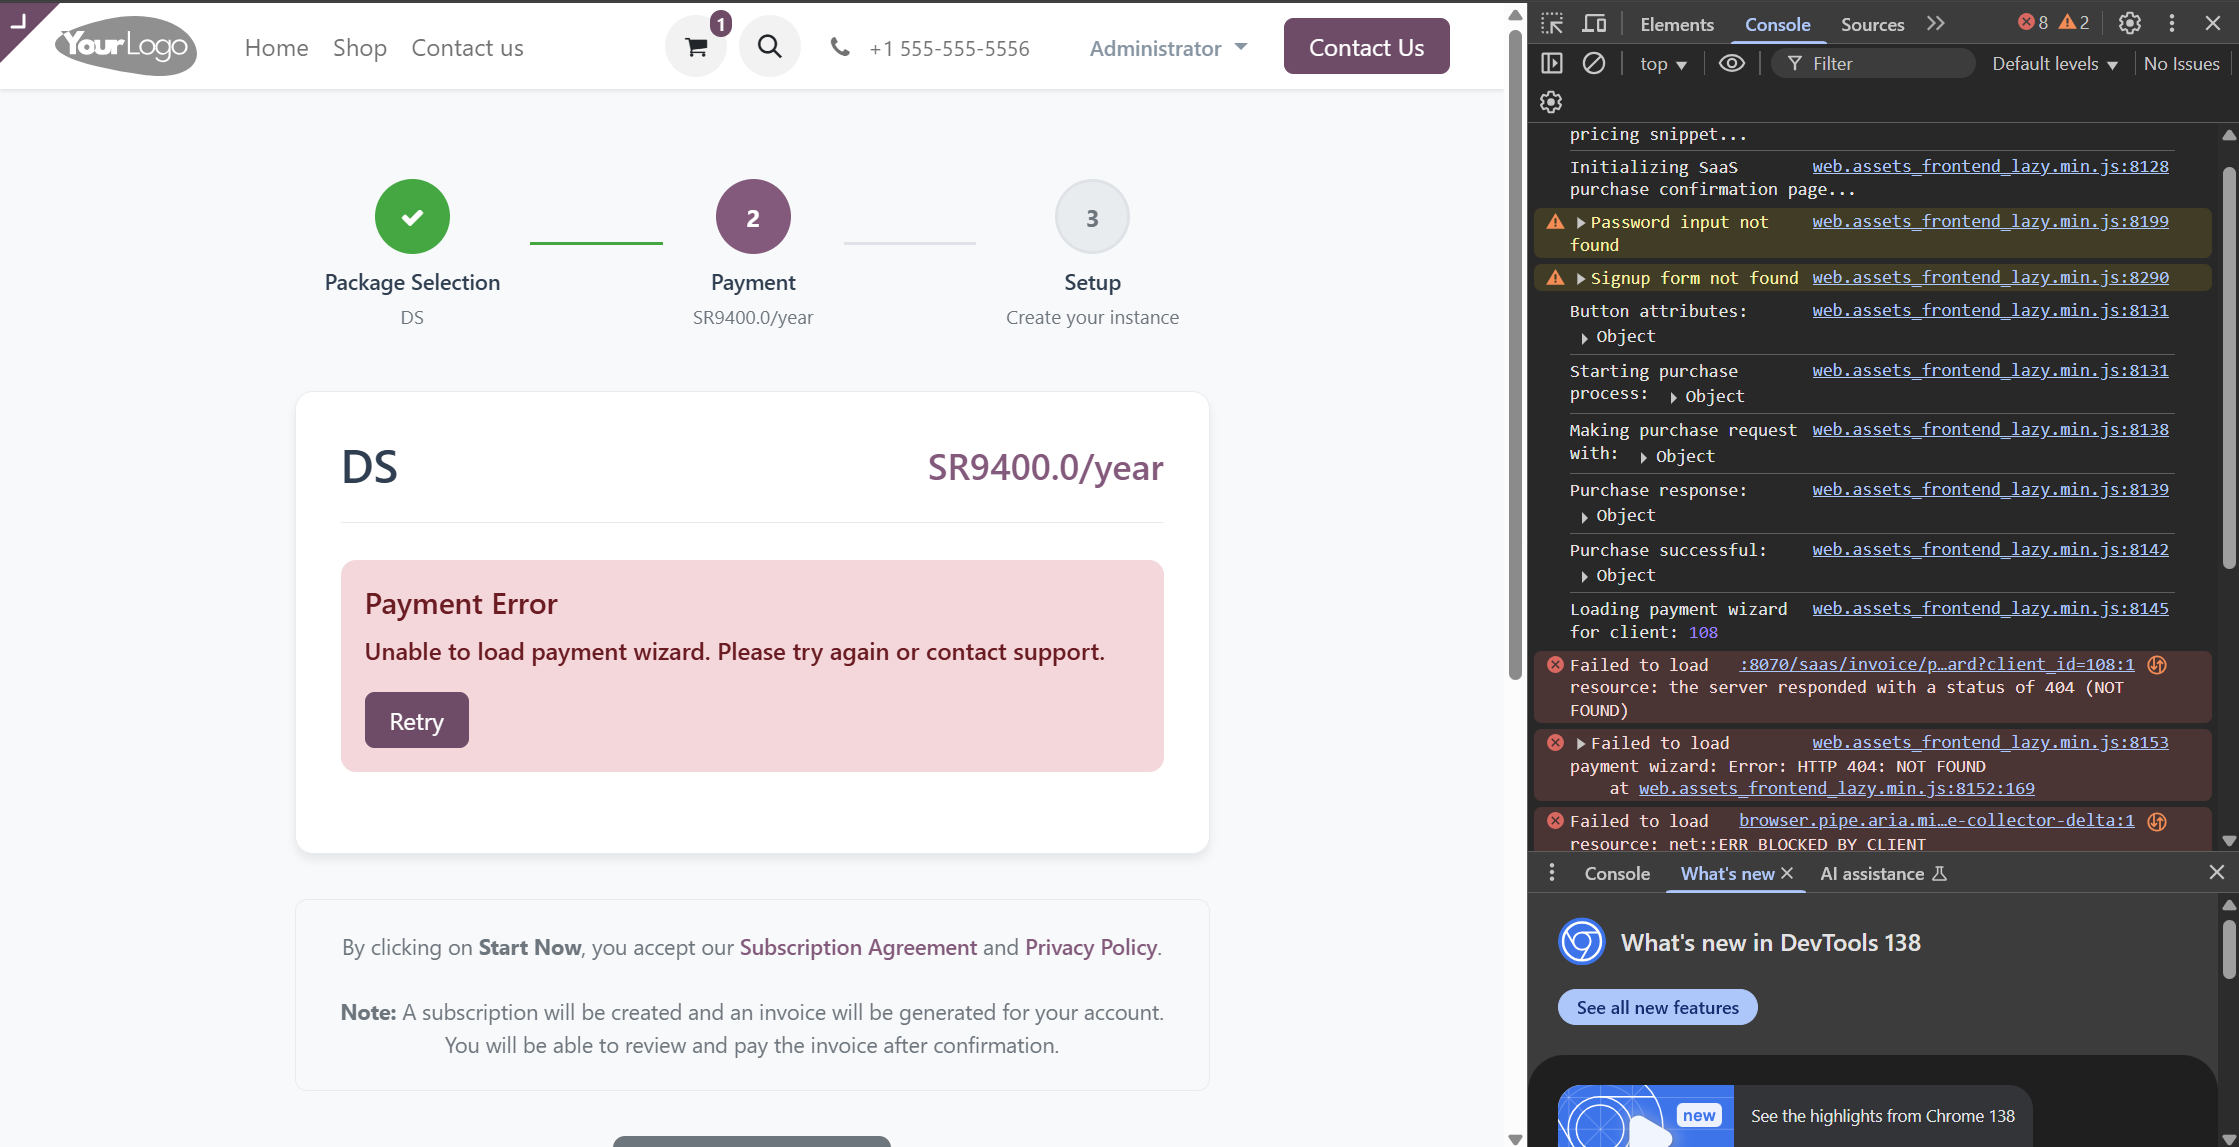 YourLogo
Home Shop Contact us
1
+1 555-555-5556
Administrator
Contact Us
2
3
Package Selection
Payment
Setup
DS
SR9400.0/year
Create your instance
DS
SR9400.0/year
Payment Error
Unable to load payment wizard. Please try again or contact support.
Retry
By clicking on Start Now, you accept our Subscription Agreement and Privacy Policy.
Note: A subscription will be created and an invoice will be generated for your account.
You will be able to review and pay the invoice after confirmation.
Elements Console Sources 8 2
top Filter Default levels No Issues
pricing snippet...
Initializing SaaS web.assets_frontend_lazy.min.js:8128
purchase confirmation page...
Password input not web.assets_frontend_lazy.min.js:8199
found
Signup form not found web.assets_frontend_lazy.min.js:8290
Button attributes: web.assets_frontend_lazy.min.js:8131
Object
Starting purchase web.assets_frontend_lazy.min.js:8131
process: Object
Making purchase request web.assets_frontend_lazy.min.js:8138
with: Object
Purchase response: web.assets_frontend_lazy.min.js:8139
Object
Purchase successful: web.assets_frontend_lazy.min.js:8142
Object
Loading payment wizard web.assets_frontend_lazy.min.js:8145
for client: 108
Failed to load :8070/saas/invoice/p…ard?client_id=108:1
resource: the server responded with a status of 404 (NOT
FOUND)
Failed to load web.assets_frontend_lazy.min.js:8153
payment wizard: Error: HTTP 404: NOT FOUND
at web.assets_frontend_lazy.min.js:8152:169
Failed to load browser.pipe.aria.mi…e-collector-delta:1
resource: net::ERR_BLOCKED_BY_CLIENT
Console What's new AI assistance
What's new in DevTools 138
See all new features
new
See the highlights from Chrome 138